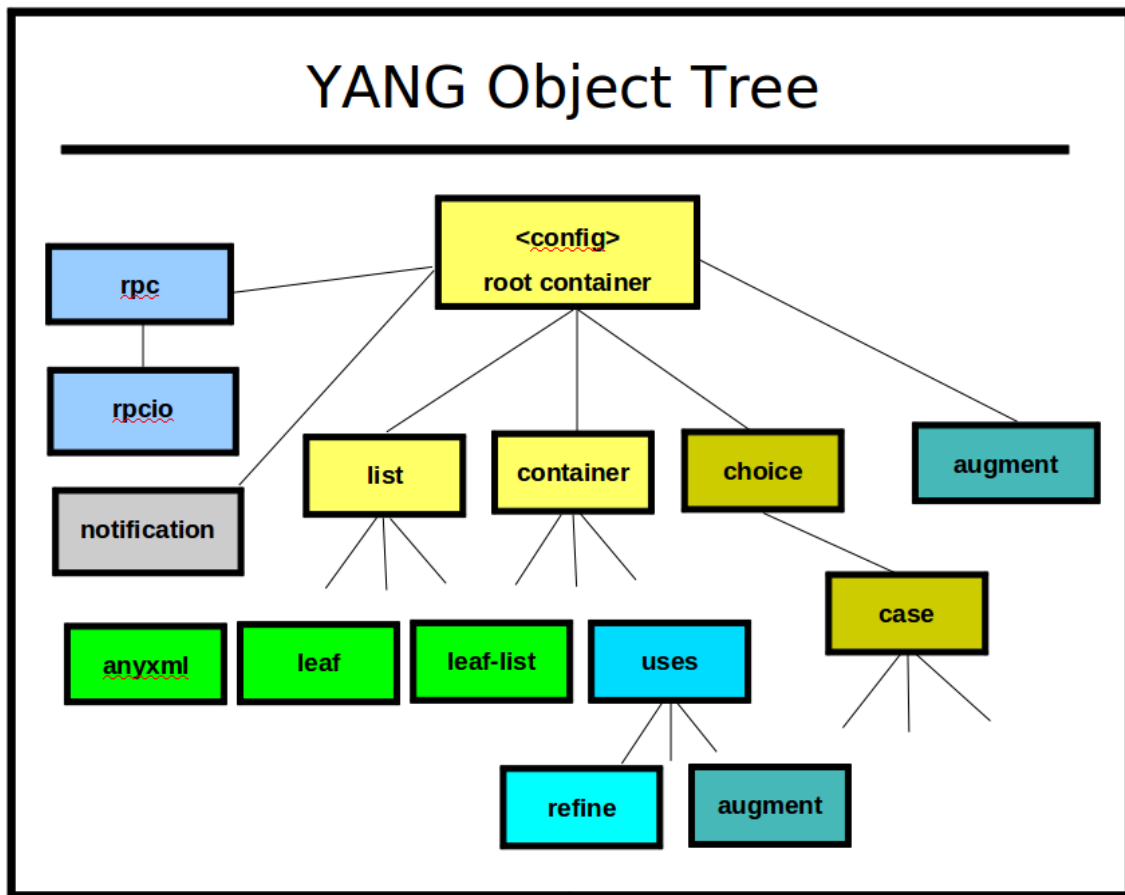 YANG Object Tree
<config>
root container
rpc
rpcio
notification
list
container
choice
augment
case
anyxml
leaf
leaf-list
uses
refine
augment